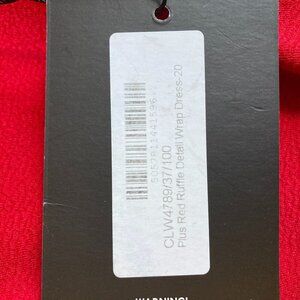 CLW4789/37/100
Plus Red Ruffle Detail Wrap Dress-20
WARNING!